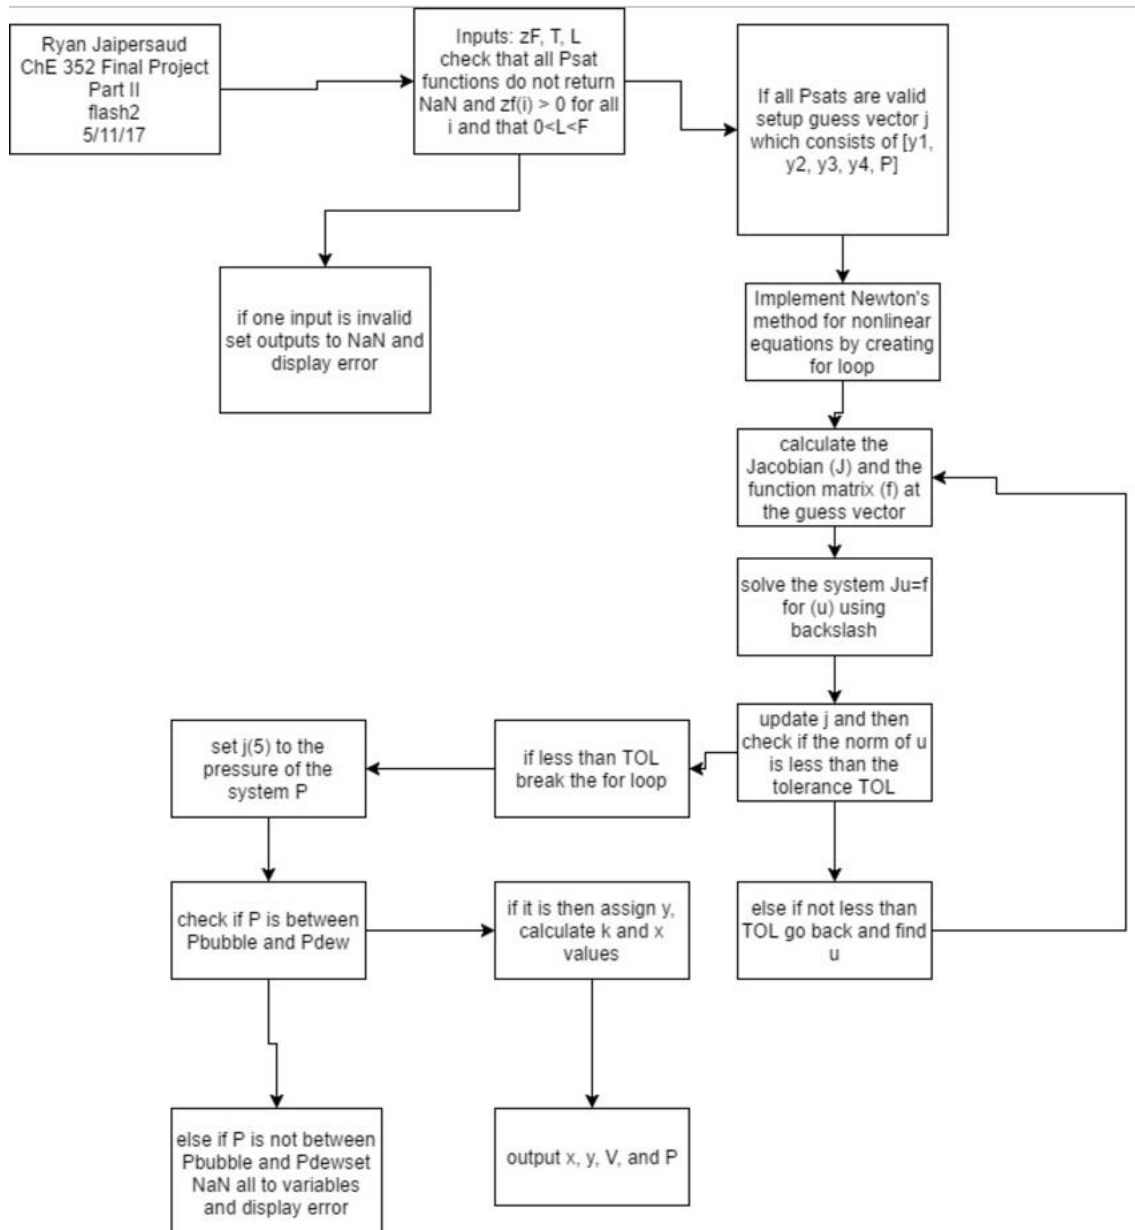 Ryan Jaipersaud
ChE 352 Final Project
Part II
flash2
5/11/17
Inputs: zF, T, L
check that all Psat
functions do not return
NaN and zf(i) > 0 for all
i and that 0<L<F
If all Psats are valid
setup guess vector j
which consists of [y1,
y2, y3, y4, P]
if one input is invalid
set outputs to NaN and
display error
Implement Newton's
method for nonlinear
equations by creating
for loop
calculate the
Jacobian (J) and the
function matrix (f) at
the guess vector
solve the system Ju=f
for (u) using
backslash
update j and then
check if the norm of u
is less than the
tolerance TOL
if less than TOL
break the for loop
set j(5) to the
pressure of the
system P
check if P is between
Pbubble and Pdew
if it is then assign y,
calculate k and x
values
else if not less than
TOL go back and find
u
else if P is not between
Pbubble and Pdewset
NaN all to variables
and display error
output x, y, V, and P